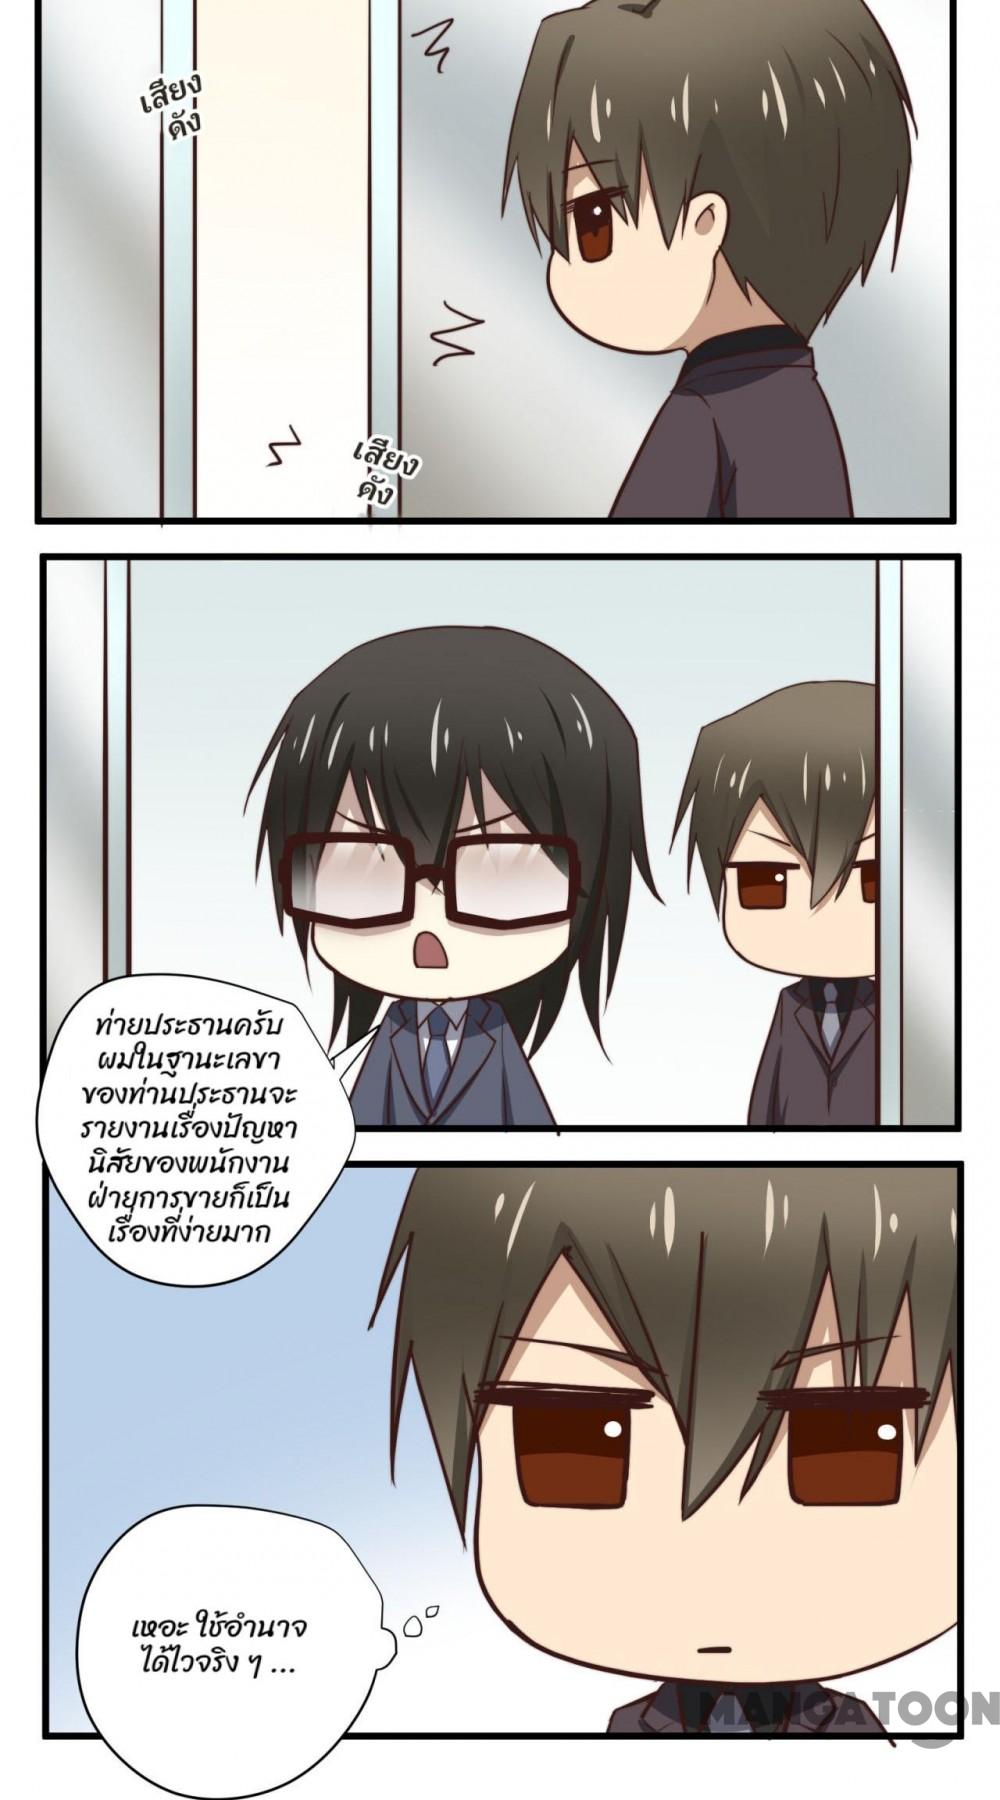 เสียง
ดัง
เสียง
ดัง
ท่ายประธานครับ
ผมในฐานะเลขา
ของท่านประธานจะ
รายงานเรื่องปัญหา
นิสัยของพนักงาน
ฝ่ายการขายก็เป็น
เรื่องที่ง่ายมาก
เหอะ ใช้อำนาจ
ได้ไวจริง ๆ ...
MANGATOON